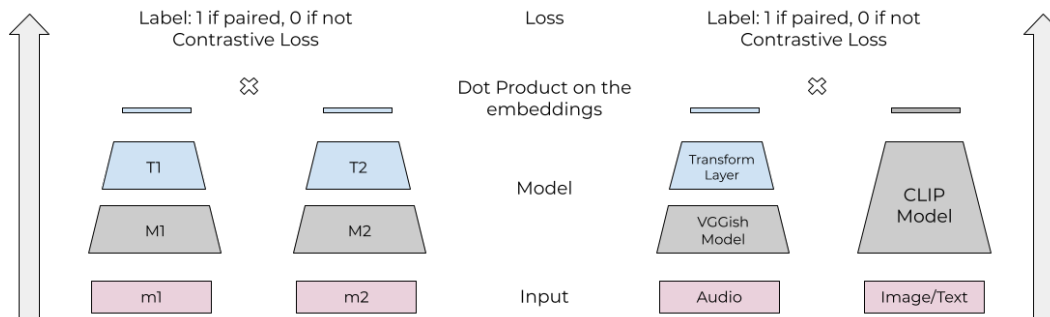 Label: 1 if paired, 0 if not
Contrastive Loss
Loss
Label: 1 if paired, 0 if not
Contrastive Loss
Dot Product on the
embeddings
T1
T2
Model
Transform
Layer
CLIP
Model
M1
M2
VGGish
Model
m1
m2
Input
Audio
Image/Text